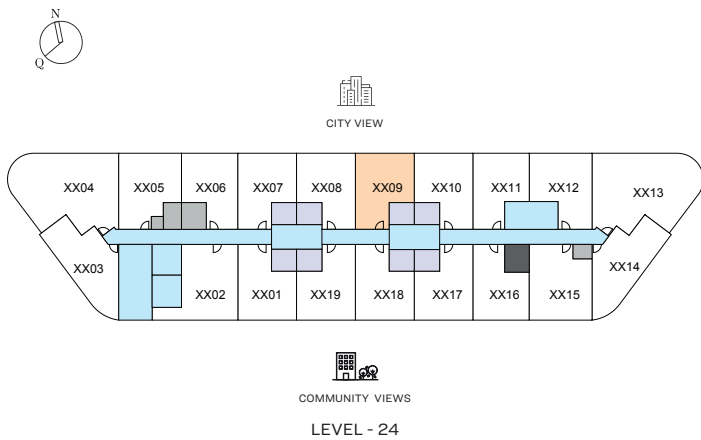 N
Q
CITY VIEW
XX04 XX05 XX06 XX07 XX08 XX09 XX10 XX11 XX12 XX13
XX03 XX14
XX02 XX01 XX19 XX18 XX17 XX16 XX15
COMMUNITY VIEWS
LEVEL - 24